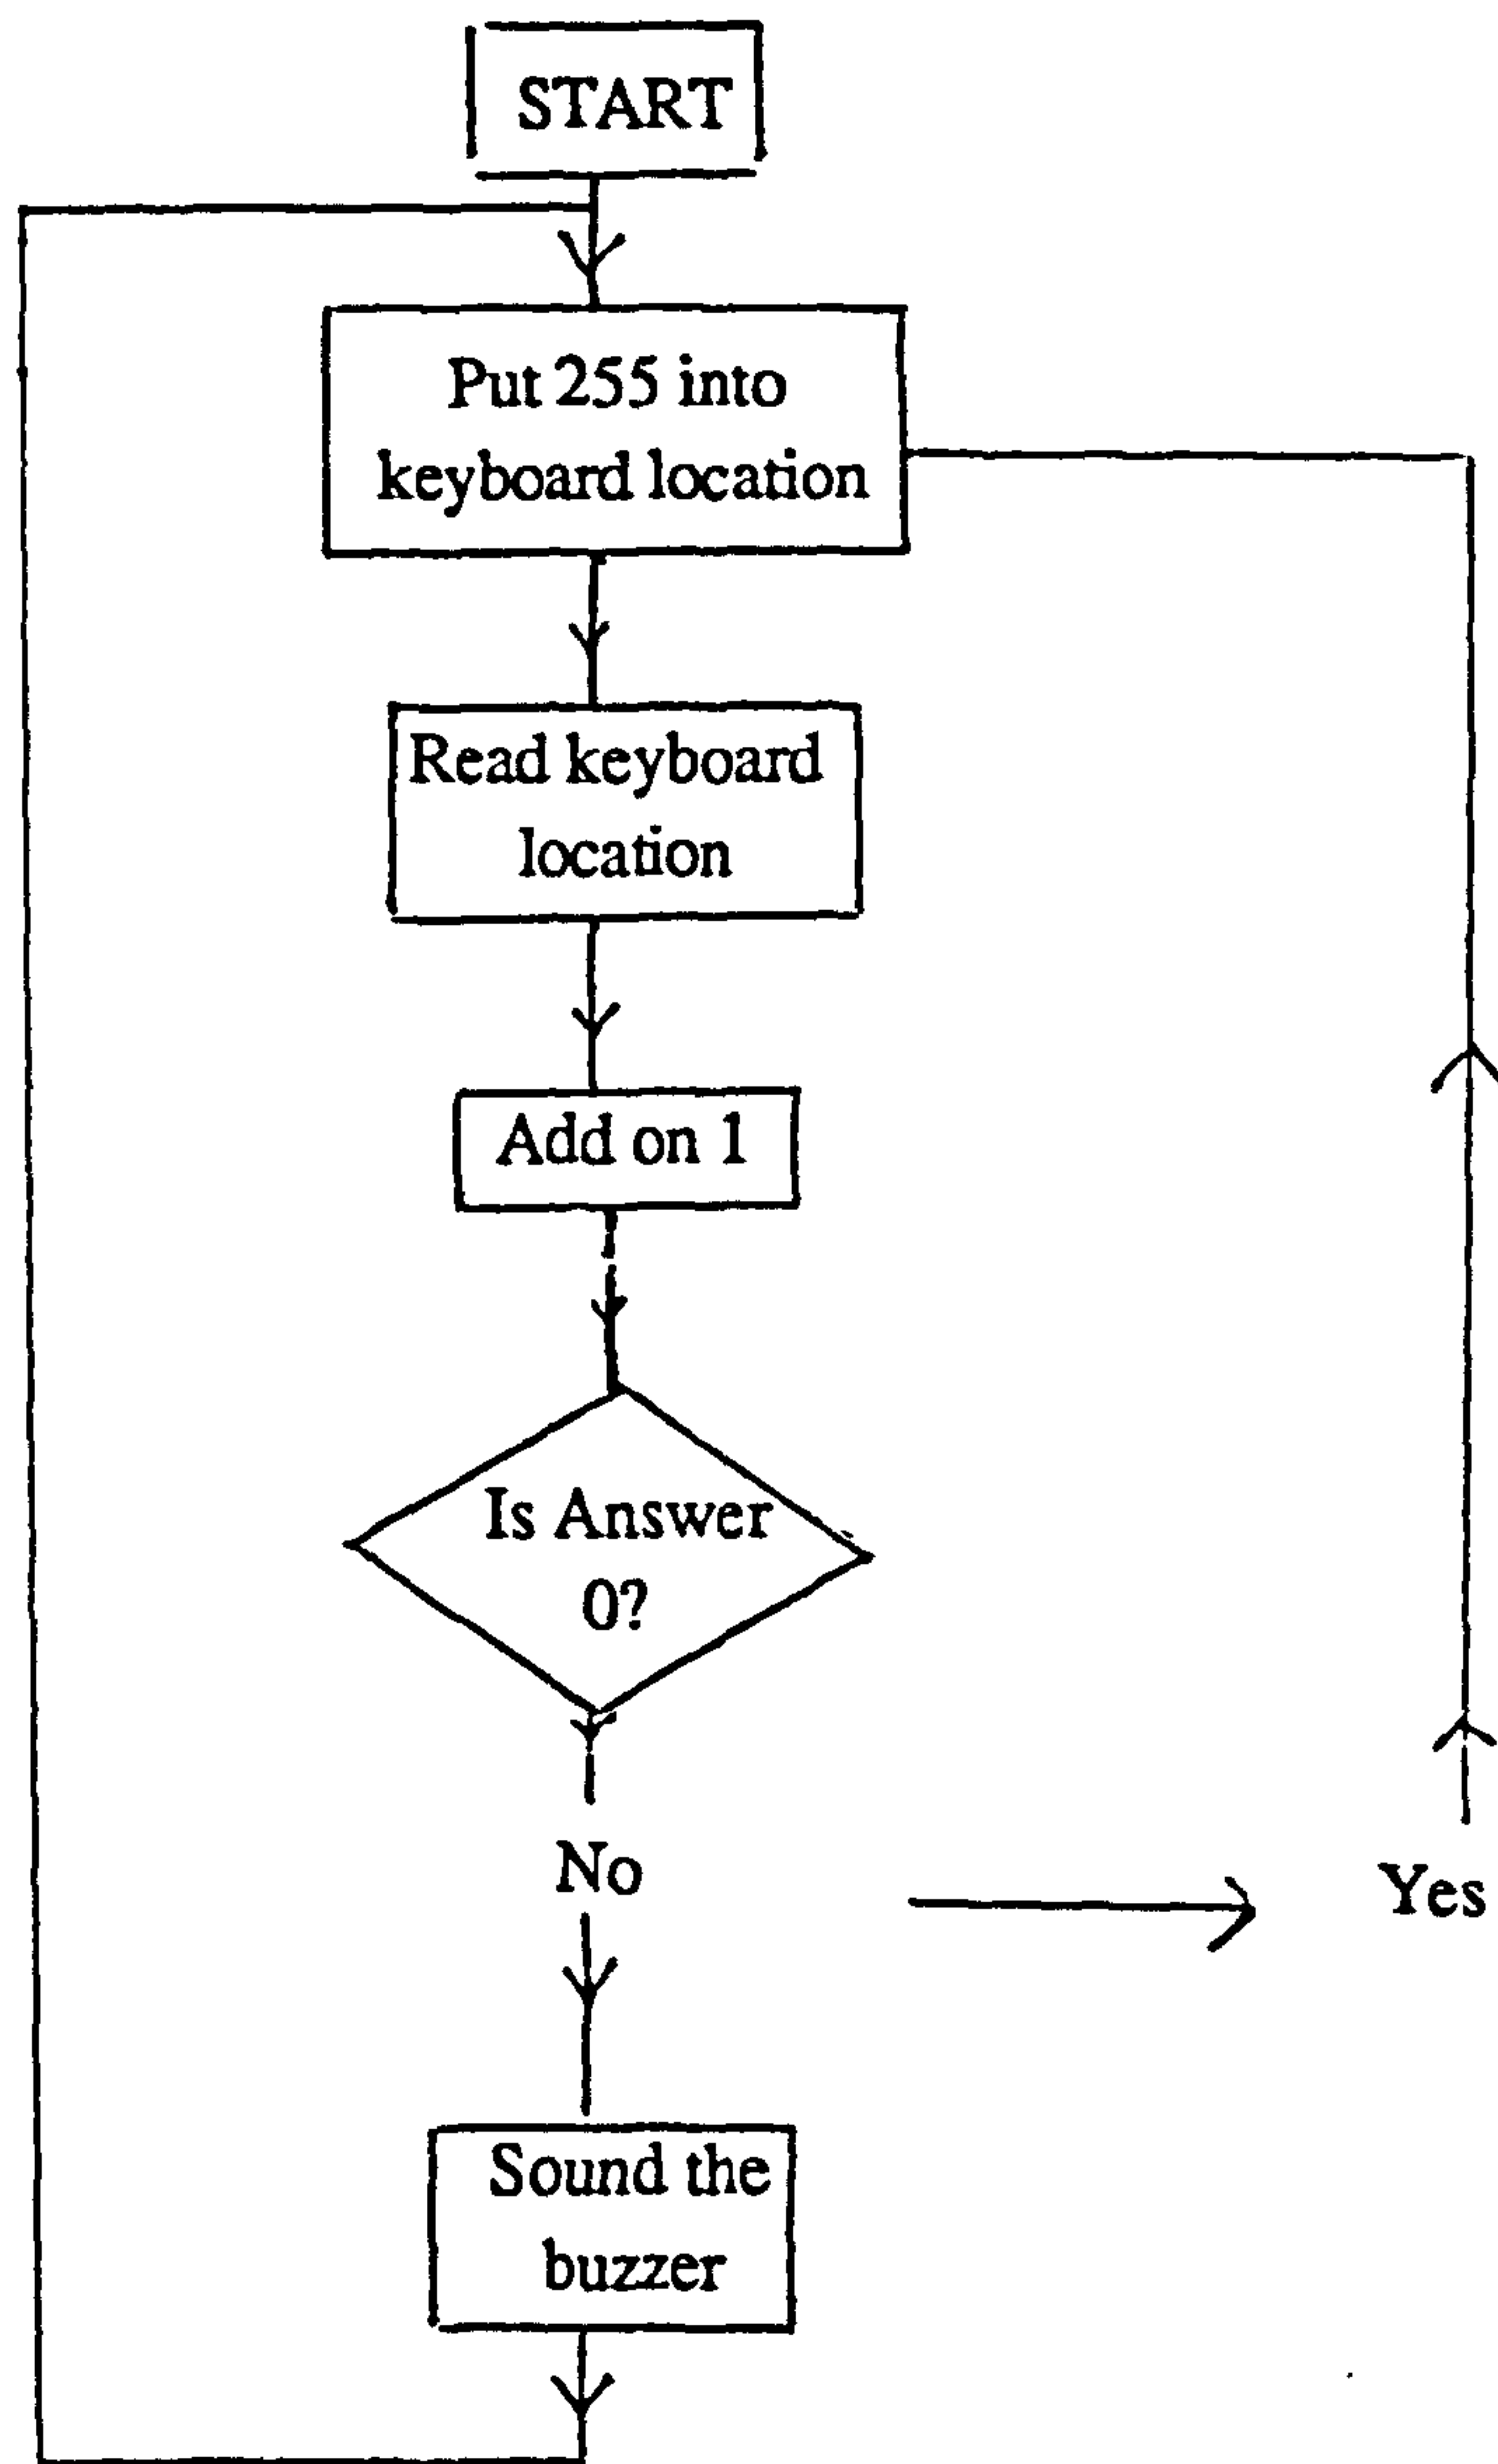 START
Put 255 into
keyboard location
Read keyboard
location
Add on 1
Is Answer
0?
No
Yes
Sound the
buzzer